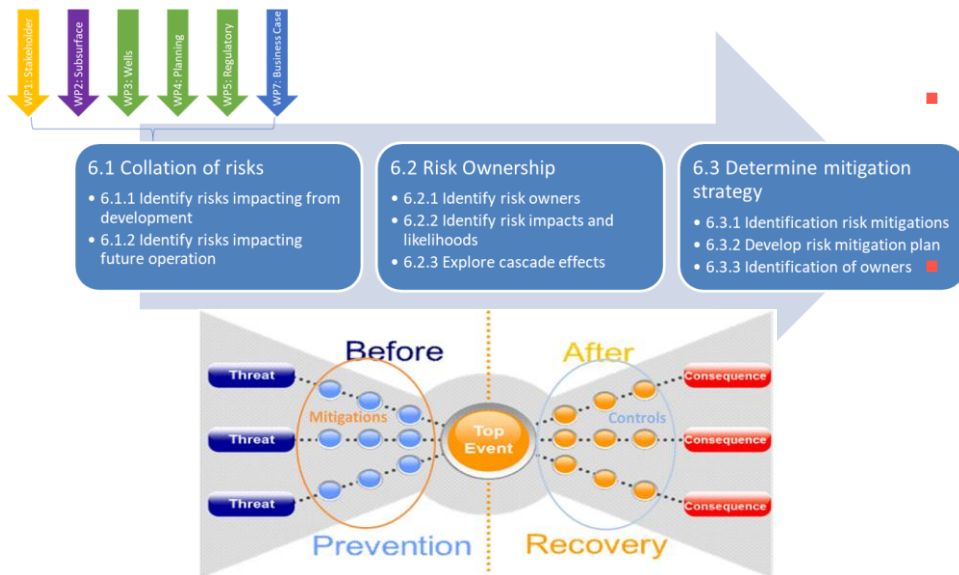 WP1: Stakeholder
WP2: Subsurface
WP3: Wells
WP4: Planning
WP5: Regulatory
WP7: Business Case
6.1 Collation of risks
• 6.1.1 Identify risks impacting from
development
• 6.1.2 Identify risks impacting
future operation
6.2 Risk Ownership
• 6.2.1 Identify risk owners
• 6.2.2 Identify risk impacts and
likelihoods
• 6.2.3 Explore cascade effects
6.3 Determine mitigation
strategy
• 6.3.1 Identification risk mitigations
• 6.3.2 Develop risk mitigation plan
• 6.3.3 Identification of owners
Before
After
Threat
Consequence
Mitigations
Controls
Threat
Top
Event
Consequence
Threat
Consequence
Prevention
Recovery